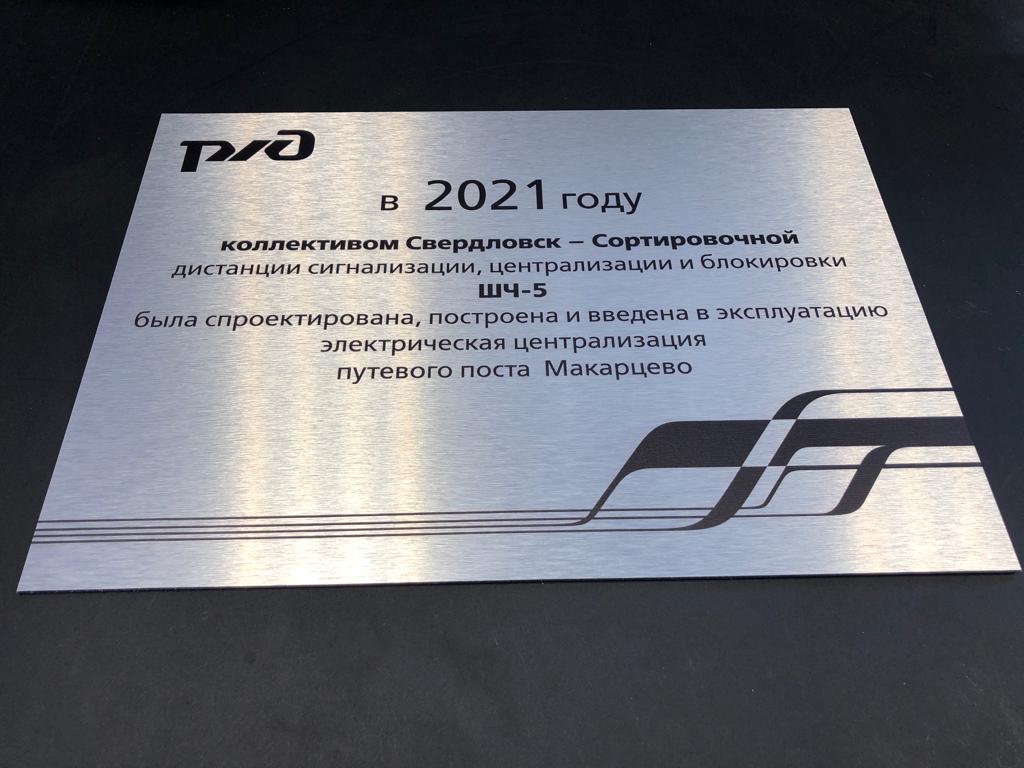 РЖД
в 2021 году
коллективом Свердловск – Сортировочной
дистанции сигнализации, централизации и блокировки
ШЧ-5
была спроектирована, построена и введена в эксплуатацию
электрическая централизация
путевого поста Макарцево